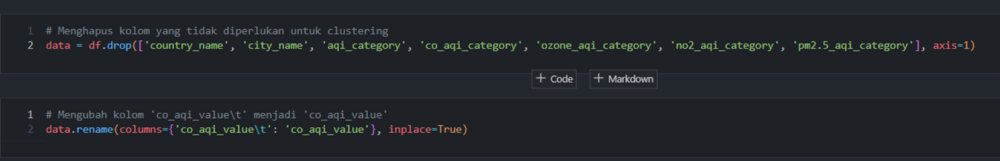 1 # Menghapus kolom yang tidak diperlukan untuk clustering
2 data = df.drop(['country_name', 'city_name', 'aqi_category', 'co_aqi_category', 'ozone_aqi_category', 'no2_aqi_category', 'pm2.5_aqi_category'], axis=1)
+ Code + Markdown
1 # Mengubah kolom 'co_aqi_value\t' menjadi 'co_aqi_value'
2 data.rename(columns={'co_aqi_value\t': 'co_aqi_value'}, inplace=True)